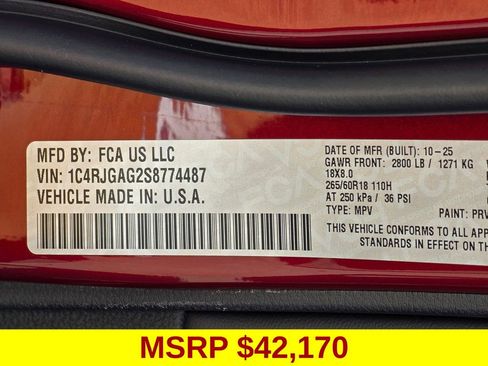 MFD BY: FCA US LLC
VIN: 1C4RJGAG2S8774487
VEHICLE MADE IN: U.S.A.
DATE OF MFR (BUILT): 10-25
GAWR FRONT: 2800 LB / 1271 KG
18X8.0
265/60R18 110H
AT 250 kPa / 36 PSI
TYPE: MPV PAINT: PRV
THIS VEHICLE CONFORMS TO ALL
STANDARDS IN EFFECT ON THE
MSRP $42,170